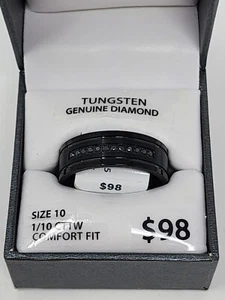 TUNGSTEN
GENUINE DIAMOND
$98
SIZE 10
1/10 CTTW
COMFORT FIT
$98